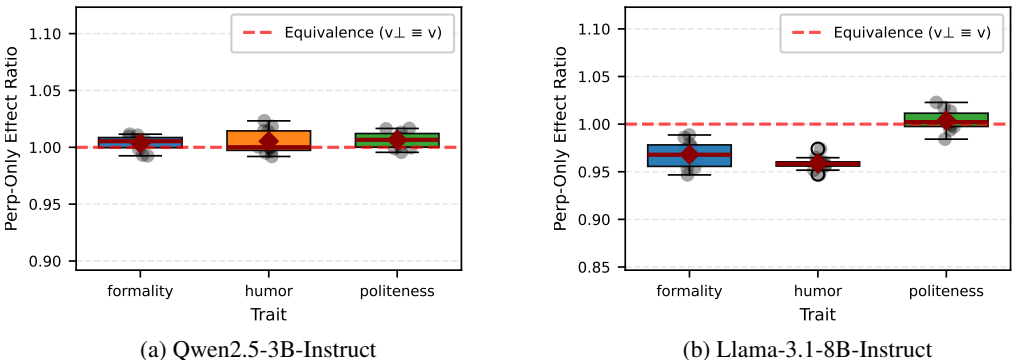 Perp-Only Effect Ratio
1.10
1.05
1.00
0.95
0.90
Equivalence (v⊥ ≡ v)
formality
humor
politeness
Trait
(a) Qwen2.5-3B-Instruct
Perp-Only Effect Ratio
1.10
1.05
1.00
0.95
0.90
0.85
Equivalence (v⊥ ≡ v)
formality
humor
politeness
Trait
(b) Llama-3.1-8B-Instruct